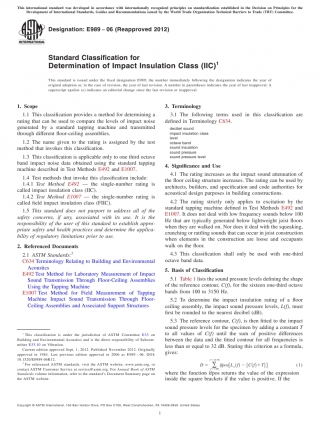 This international standard was developed in accordance with internationally recognized principles on standardization established in the Decision on Principles for the
Development of International Standards, Guides and Recommendations issued by the World Trade Organization Technical Barriers to Trade (TBT) Committee.
Designation: E989 − 06 (Reapproved 2012)
INTERNATIONAL
Standard Classification for
Determination of Impact Insulation Class (IIC)1
This standard is issued under the fixed designation E989; the number immediately following the designation indicates the year of
original adoption or, in the case of revision, the year of last revision. A number in parentheses indicates the year of last reapproval. A
superscript epsilon (ε) indicates an editorial change since the last revision or reapproval.
1. Scope
1.1 This classification provides a method for determining a
rating that can be used to compare the levels of impact noise
generated by a standard tapping machine and transmitted
through different floor-ceiling assemblies.
1.2 The name given to the rating is assigned by the test
method that invokes this classification.
1.3 This classification is applicable only to one third octave
band impact noise data obtained using the standard tapping
machine described in Test Methods E492 and E1007.
1.4 Test methods that invoke this classification include:
1.4.1 Test Method E492 — the single-number rating is
called impact insulation class (IIC).
1.4.2 Test Method E1007 — the single-number rating is
called field impact insulation class (FIIC).
1.5 This standard does not purport to address all of the
safety concerns, if any, associated with its use. It is the
responsibility of the user of this standard to establish appro-
priate safety and health practices and determine the applica-
bility of regulatory limitations prior to use.
2. Referenced Documents
2.1 ASTM Standards:2
C634 Terminology Relating to Building and Environmental
Acoustics
E492 Test Method for Laboratory Measurement of Impact
Sound Transmission Through Floor-Ceiling Assemblies
Using the Tapping Machine
E1007 Test Method for Field Measurement of Tapping
Machine Impact Sound Transmission Through Floor-
Ceiling Assemblies and Associated Support Structures
1 This classification is under the jurisdiction of ASTM Committee E33 on
Building and Environmental Acoustics and is the direct responsibility of Subcom-
mittee E33.03 on
Current edition approved Sept. 1, 2012. Published November 2012. Originally
approved in 1984. Last previous edition approved in 2006 as E989 – 06. DOI:
10.1520/E0989-06R12.
2 For referenced ASTM standards, visit the ASTM website, www.astm.org, or
contact ASTM Customer Service at service@astm.org. For Annual Book of ASTM
Standards volume information, refer to the standard's Document Summary page on
the ASTM website.
3. Terminology
3.1 The following terms used in this classification are
defined in Terminology C634.
decibel sound
impact insulation class
level
octave band
sound insulation
sound pressure
sound pressure level
4. Significance and Use
4.1 The rating increases as the impact sound attenuation of
the floor ceiling structure increases. The rating can be used by
architects, builders, and specification and code authorities for
acoustical designs purposes in building constructions.
4.2 The rating strictly only applies to excitation by the
standard tapping machine defined in Test Methods E492 and
E1007. It does not deal with low frequency sounds below 100
Hz that are typically generated below lightweight joist floors
when they are walked on. Nor does it deal with the squeaking,
crunching or rattling sounds that can occur in joist construction
when elements in the construction are loose and occupants
walk on the floor.
4.3 This classification shall only be used with one-third
octave band data.
5. Basis of Classification
5.1 Table 1 lists the sound pressure levels defining the shape
of the reference contour, C(f), for the sixteen one-third octave
bands from 100 to 3150 Hz.
5.2 To determine the impact insulation rating of a floor
ceiling assembly, the impact sound pressure levels, L(f), must
first be rounded to the nearest decibel (dB).
5.3 The reference contour, C(f), is then fitted to the impact
sound pressure levels for the specimen by adding a constant T
to all values of C(f) until the sum of positive differences
between the data and the fitted contour for all frequencies is
less than or equal to 32 dB. Stating this criterion as a formula,
gives:
(1)
where the function fpos returns the value of the expression
inside the square brackets if the value is positive. If the
Copyright © ASTM International, 100 Barr Harbor Drive, PO Box C700, West Conshohocken, PA 19428-2959. United States
1